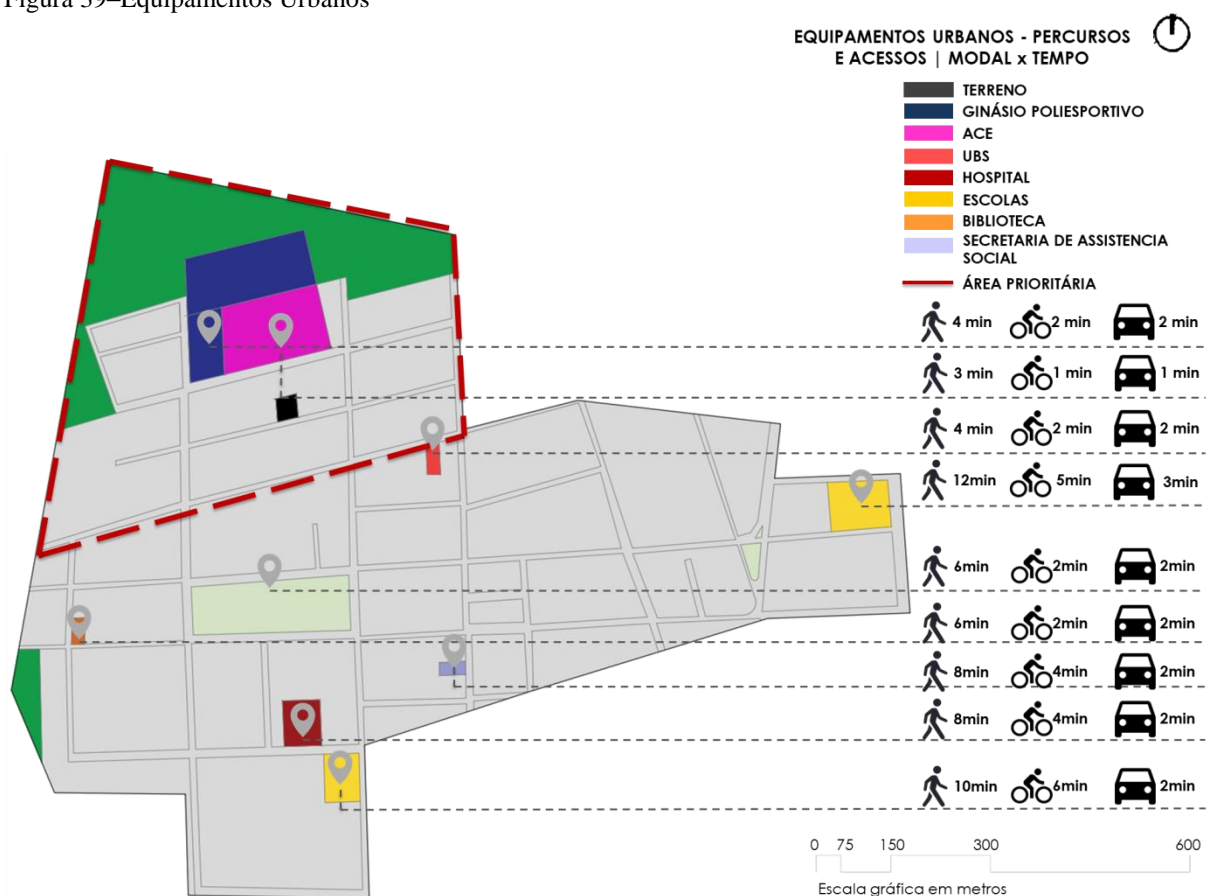 Figura 39–Equipamentos Urbanos
EQUIPAMENTOS URBANOS - PERCURSOS
E ACESSOS | MODAL x TEMPO
TERRENO
GINÁSIO POLIESPORTIVO
ACE
UBS
HOSPITAL
ESCOLAS
BIBLIOTECA
SECRETARIA DE ASSISTENCIA
SOCIAL
ÁREA PRIORITÁRIA
4 min 2 min 2 min
3 min 1 min 1 min
4 min 2 min 2 min
12min 5min 3min
6min 2min 2min
6min 2min 2min
8min 4min 2min
8min 4min 2min
10min 6min 2min
0 75 150 300 600
Escala gráfica em metros